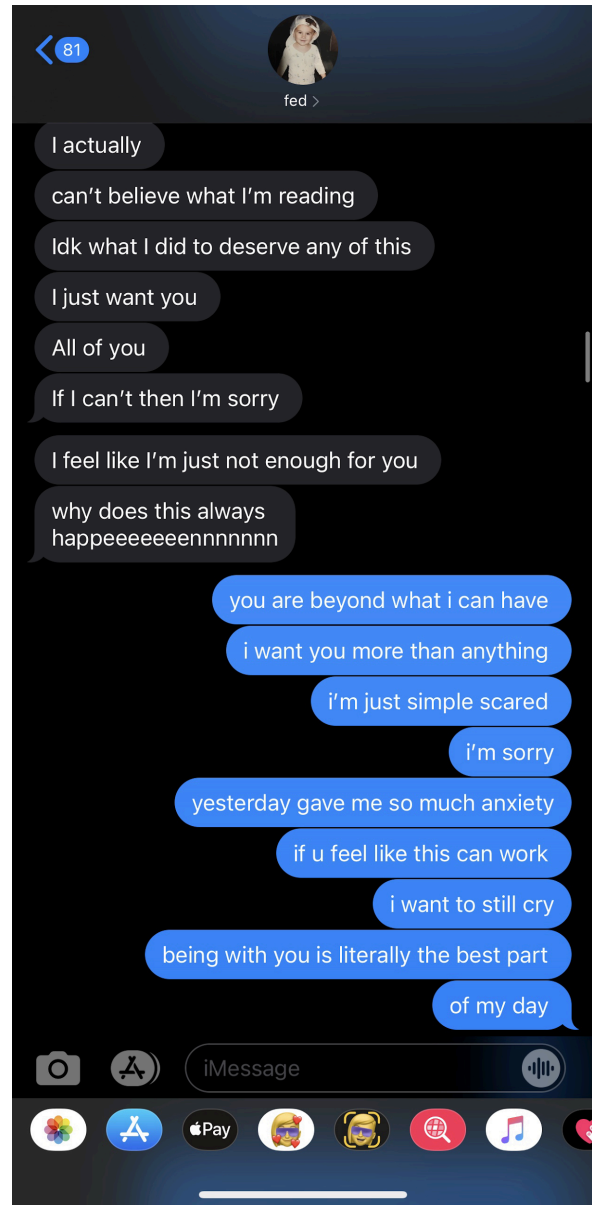 81
fed >
I actually
can't believe what I'm reading
Idk what I did to deserve any of this
I just want you
All of you
If I can't then I'm sorry
I feel like I'm just not enough for you
why does this always
happeeeeeeennnnnnn
you are beyond what i can have
i want you more than anything
i'm just simple scared
i'm sorry
yesterday gave me so much anxiety
if u feel like this can work
i want to still cry
being with you is literally the best part
of my day
iMessage
Pay